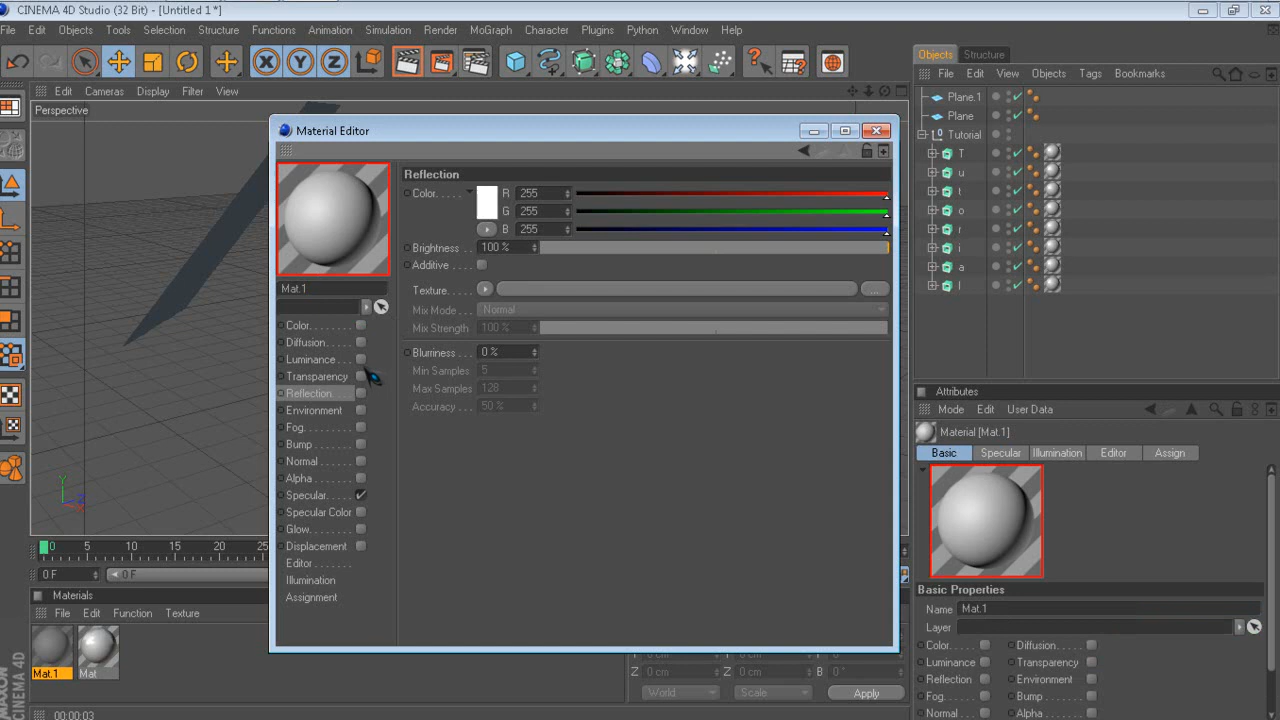 CINEMA 4D Studio (32 Bit) - [Untitled 1 *]
File Edit Objects Tools Selection Structure Functions Animation Simulation Render MoGraph Character Plugins Python Window Help
Edit Cameras Display Filter View
Perspective
Objects Structure
File Edit View Objects Tags Bookmarks
Plane.1
Plane
Tutorial
T
u
t
o
r
i
a
l
Material Editor
Mat.1
Color
Diffusion
Luminance
Transparency
Reflection
Environment
Fog
Bump
Normal
Alpha
Specular
Specular Color
Glow
Displacement
Editor
Illumination
Assignment
Reflection
Color R 255
G 255
B 255
Brightness 100 %
Additive
Texture ...
Mix Mode Normal
Mix Strength 100 %
Blurriness 0 %
Min Samples 5
Max Samples 128
Accuracy 50 %
Attributes
Mode Edit User Data
Material [Mat.1]
Basic Specular Illumination Editor Assign
Basic Properties
Name Mat.1
Layer
Color Diffusion
Luminance Transparency
Reflection Environment
Fog Bump
Normal Alpha
0 5 10 15 20 25
0 F 0 F
Materials
File Edit Function Texture
Mat.1 Mat
Z 0 cm Z 0 cm B 0 °
World Scale Apply
MAXON CINEMA 4D
00:00:03